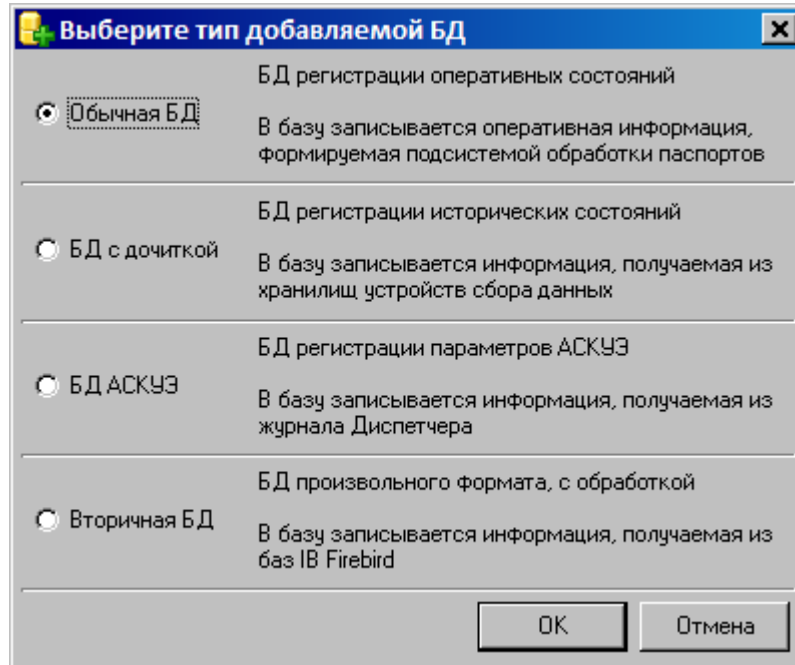 Выберите тип добавляемой БД
Обычная БД
БД регистрации оперативных состояний
В базу записывается оперативная информация,
формируемая подсистемой обработки паспортов
БД с дочиткой
БД регистрации исторических состояний
В базу записывается информация, получаемая из
хранилищ устройств сбора данных
БД АСКУЭ
БД регистрации параметров АСКУЭ
В базу записывается информация, получаемая из
журнала Диспетчера
Вторичная БД
БД произвольного формата, с обработкой
В базу записывается информация, получаемая из
баз IB Firebird
OK
Отмена